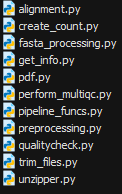 alignment.py
create_count.py
fasta_processing.py
get_info.py
pdf.py
perform_multiqc.py
pipeline_funcs.py
preprocessing.py
qualitycheck.py
trim_files.py
unzipper.py